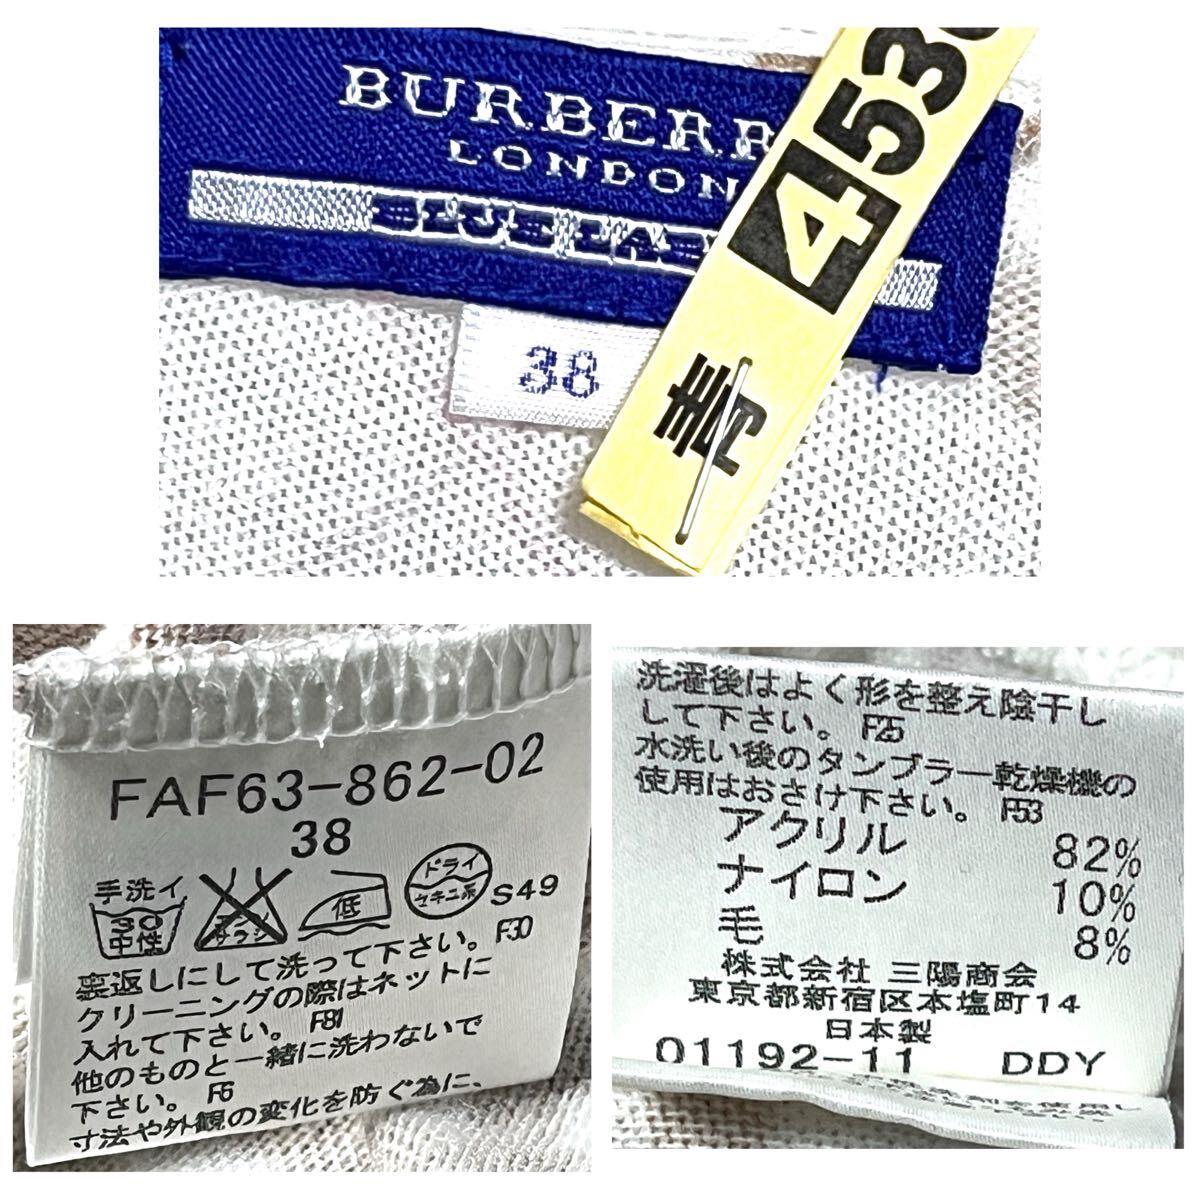 LONDON
38
453
青
FAF63-862-02
38
手洗イ
30
中性
エンソ
サラシ
低
ドライ
セキユ系
S49
裏返しにして洗って下さい。F30
クリーニングの際はネットに
入れて下さい。F81
他のものと一緒に洗わないで
下さい。F6
寸法や外観の変化を防ぐ為に、
洗濯後はよく形を整え陰干し
して下さい。F25
水洗い後のタンブラー乾燥機の
使用はおさけ下さい。F53
アクリル 82%
ナイロン 10%
毛 8%
株式会社 三陽商会
東京都新宿区本塩町14
日本製
01192-11 DDY